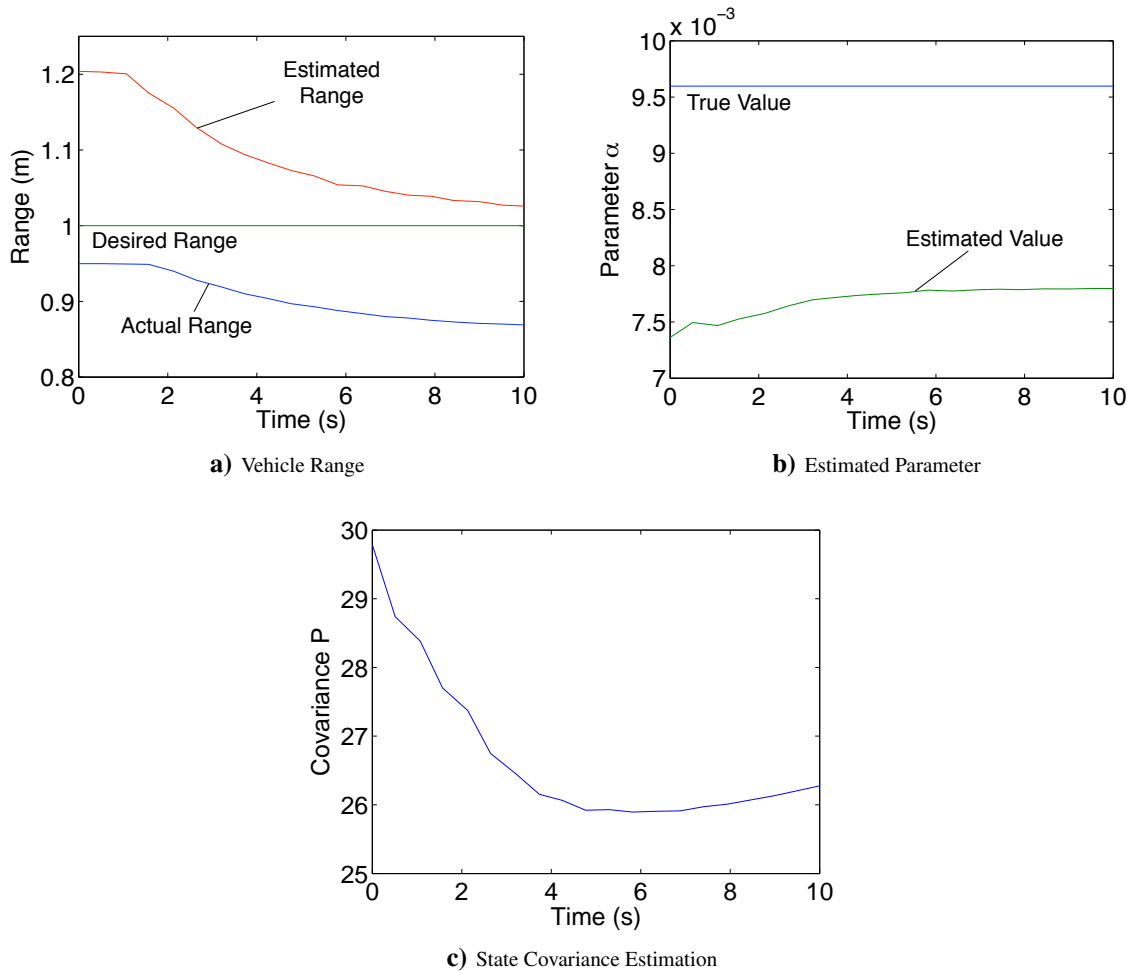 1.2
1.1
1
0.9
0.8
Range (m)
Estimated
Range
Desired Range
Actual Range
0 2 4 6 8 10
Time (s)
a) Vehicle Range
x 10⁻³
10
9.5
9
8.5
8
7.5
7
Parameter α
True Value
Estimated Value
0 2 4 6 8 10
Time (s)
b) Estimated Parameter
30
29
28
27
26
25
Covariance P
0 2 4 6 8 10
Time (s)
c) State Covariance Estimation